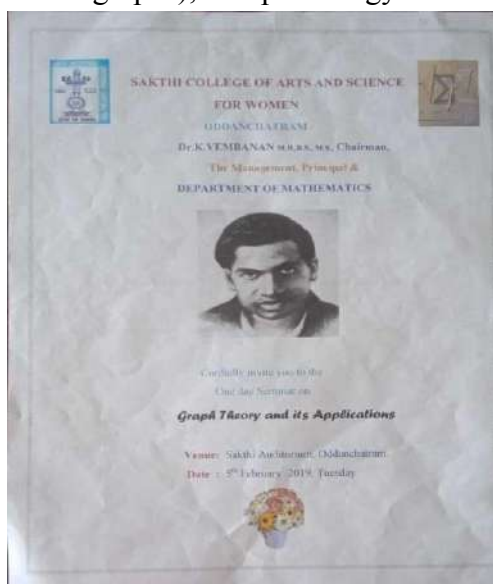 SAKTHI COLLEGE OF ARTS AND SCIENCE
FOR WOMEN
ODDANCHATRAM
Dr.K.VEMBANAN M.B.B.S, M.S, Chairman,
The Management, Principal &
DEPARTMENT OF MATHEMATICS
Cordially invite you to the
One day Seminar on
Graph Theory and its Applications
Venue: Sakthi Auditorium, Oddanchatram
Date : 5th February 2019, Tuesday